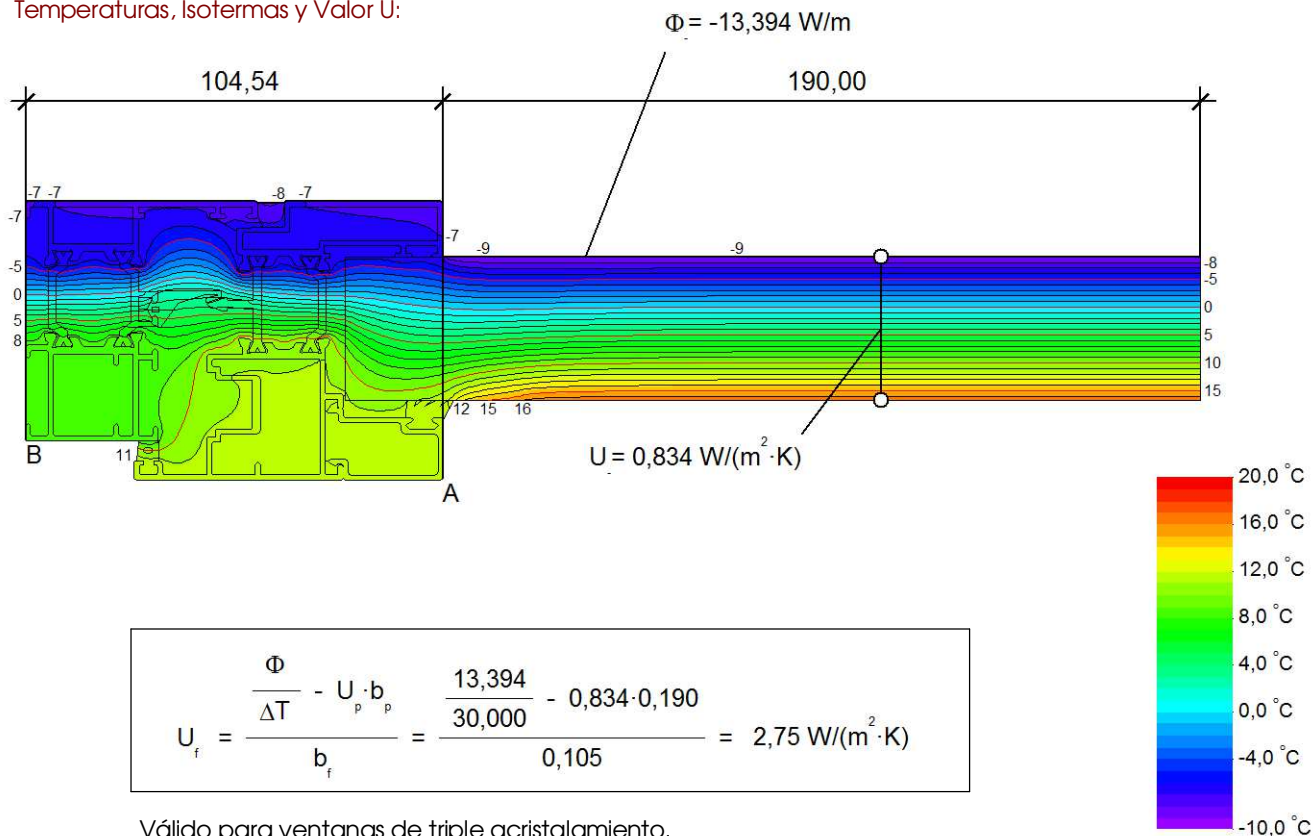 Temperaturas, Isotermas y Valor U:
Φ = -13,394 W/m
104,54
190,00
-7 -7
-8 -7
-7
-7
-9
-9
-8
-5
-5
0
0
5
5
8
10
15
12 15 16
11
B
A
U = 0,834 W/(m²·K)
20,0 °C
16,0 °C
12,0 °C
8,0 °C
4,0 °C
0,0 °C
-4,0 °C
-10,0 °C
U_f = (Φ/ΔT - U_p·b_p)/b_f = (13,394/30,000 - 0,834·0,190)/0,105 = 2,75 W/(m²·K)
Válido para ventanas de triple acristalamiento.